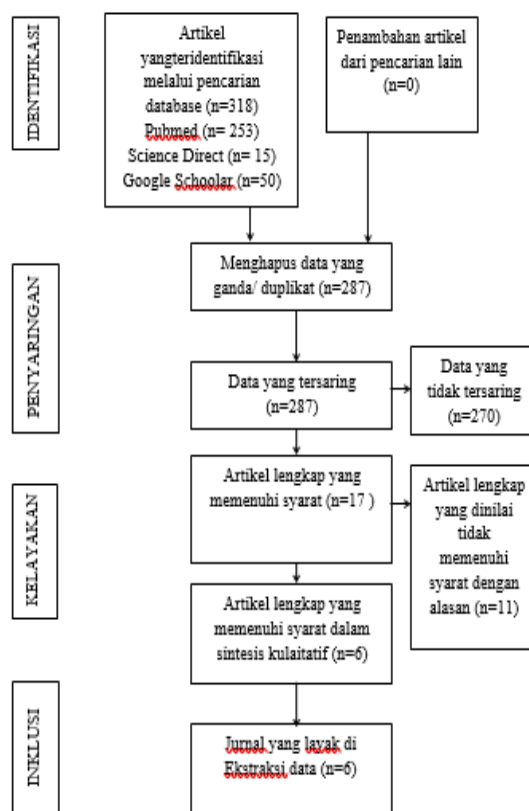 IDENTIFIKASI
Artikel
yangteridentifikasi
melalui pencarian
database (n=318)
Pubmed (n= 253)
Science Direct (n= 15)
Google Schoolar (n=50)
Penambahan artikel
dari pencarian lain
(n=0)
PENYARINGAN
Menghapus data yang
ganda/ duplikat (n=287)
Data yang tersaring
(n=287)
Data yang
tidak tersaring
(n=270)
KELAYAKAN
Artikel lengkap yang
memenuhi syarat (n=17 )
Artikel lengkap
yang dinilai tidak
memenuhi
syarat dengan
alasan (n=11)
Artikel lengkap yang
memenuhi syarat dalam
sintesis kulaitatif (n=6)
INKLUSI
Jurnal yang layak di
Ekstraksi data (n=6)